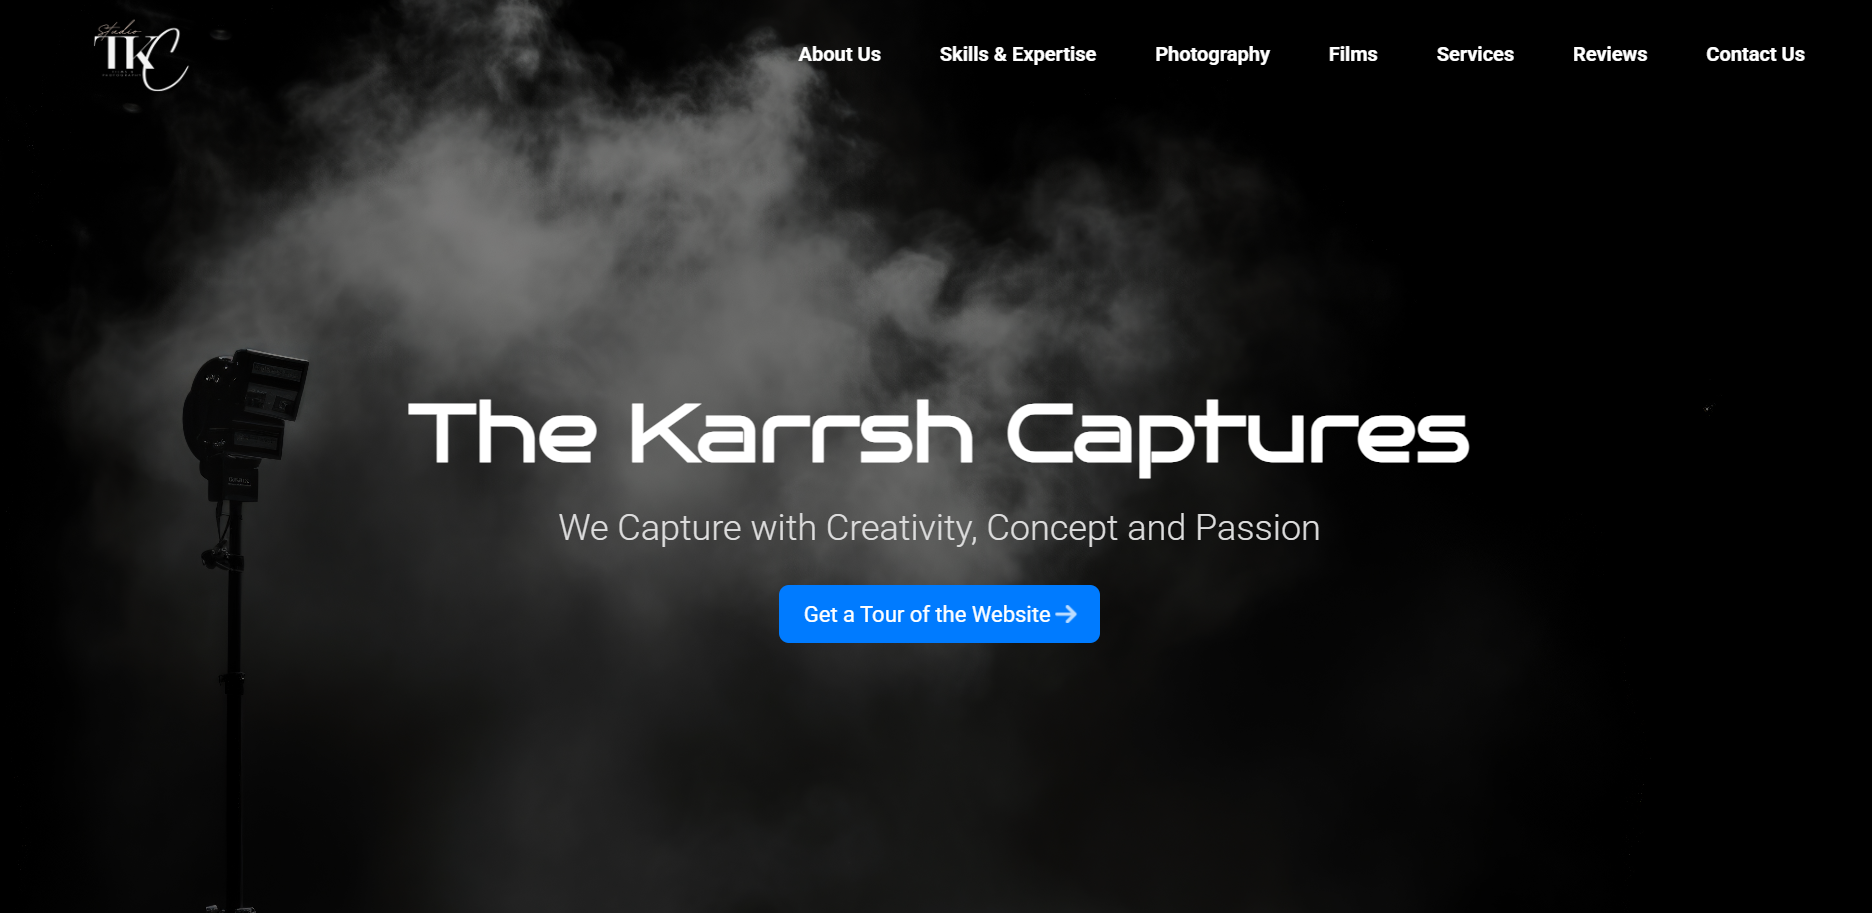 Studio
TKC
About Us
Skills & Expertise
Photography
Films
Services
Reviews
Contact Us
The Karrsh Captures
We Capture with Creativity, Concept and Passion
Get a Tour of the Website